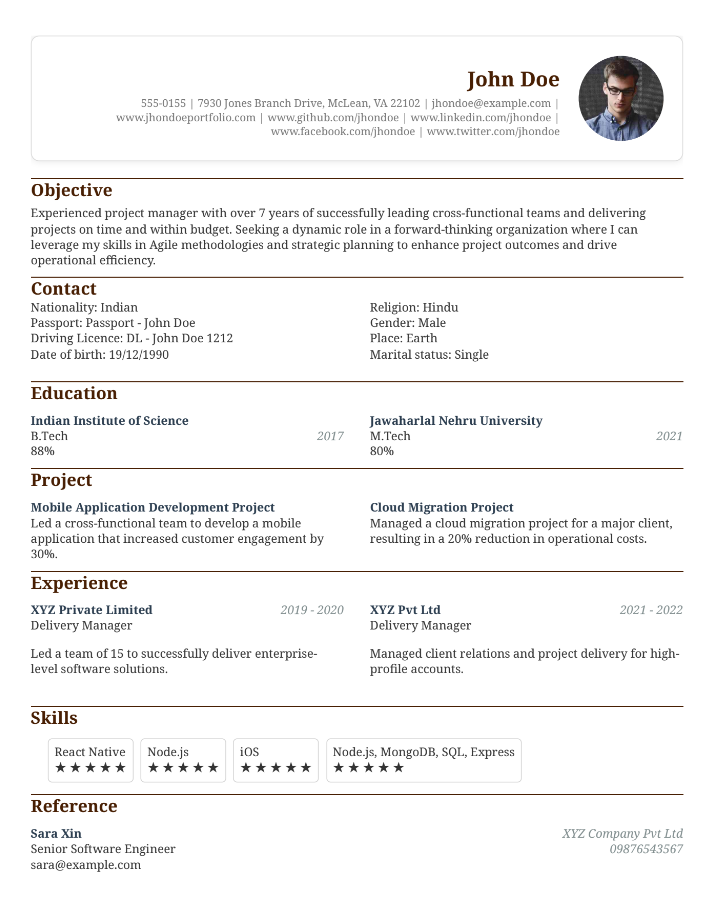 John Doe
555-0155 | 7930 Jones Branch Drive, McLean, VA 22102 | jhondoe@example.com |
www.jhondoeportfolio.com | www.github.com/jhondoe | www.linkedin.com/jhondoe |
www.facebook.com/jhondoe | www.twitter.com/jhondoe
Objective
Experienced project manager with over 7 years of successfully leading cross-functional teams and delivering
projects on time and within budget. Seeking a dynamic role in a forward-thinking organization where I can
leverage my skills in Agile methodologies and strategic planning to enhance project outcomes and drive
operational efficiency.
Contact
Nationality: Indian
Passport: Passport - John Doe
Driving Licence: DL - John Doe 1212
Date of birth: 19/12/1990
Religion: Hindu
Gender: Male
Place: Earth
Marital status: Single
Education
Indian Institute of Science
B.Tech 2017
88%
Jawaharlal Nehru University
M.Tech 2021
80%
Project
Mobile Application Development Project
Led a cross-functional team to develop a mobile
application that increased customer engagement by
30%.
Cloud Migration Project
Managed a cloud migration project for a major client,
resulting in a 20% reduction in operational costs.
Experience
XYZ Private Limited 2019 - 2020
Delivery Manager
Led a team of 15 to successfully deliver enterprise-
level software solutions.
XYZ Pvt Ltd 2021 - 2022
Delivery Manager
Managed client relations and project delivery for high-
profile accounts.
Skills
React Native
★★★★★
Node.js
★★★★★
iOS
★★★★★
Node.js, MongoDB, SQL, Express
★★★★★
Reference
Sara Xin XYZ Company Pvt Ltd
Senior Software Engineer 09876543567
sara@example.com